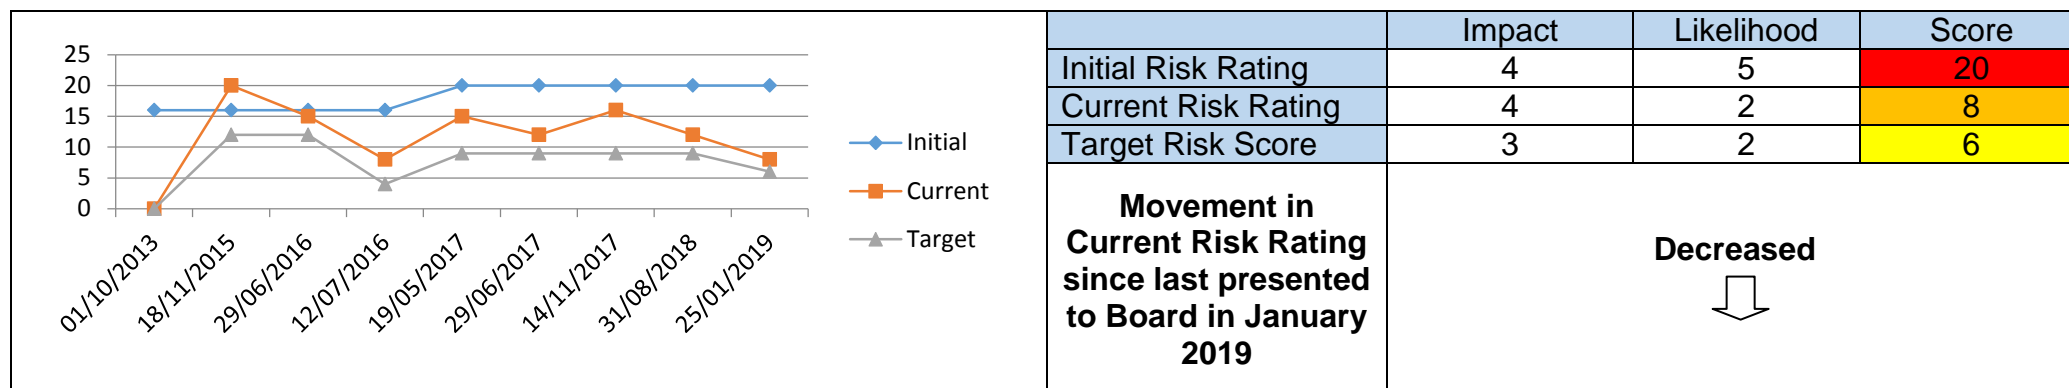 25
20
15
10
5
0
01/10/2013
18/11/2015
29/06/2016
12/07/2016
19/05/2017
29/06/2017
14/11/2017
31/08/2018
25/01/2019
Initial
Current
Target
Impact Likelihood Score
Initial Risk Rating 4 5 20
Current Risk Rating 4 2 8
Target Risk Score 3 2 6
Movement in
Current Risk Rating
since last presented
to Board in January
2019
Decreased